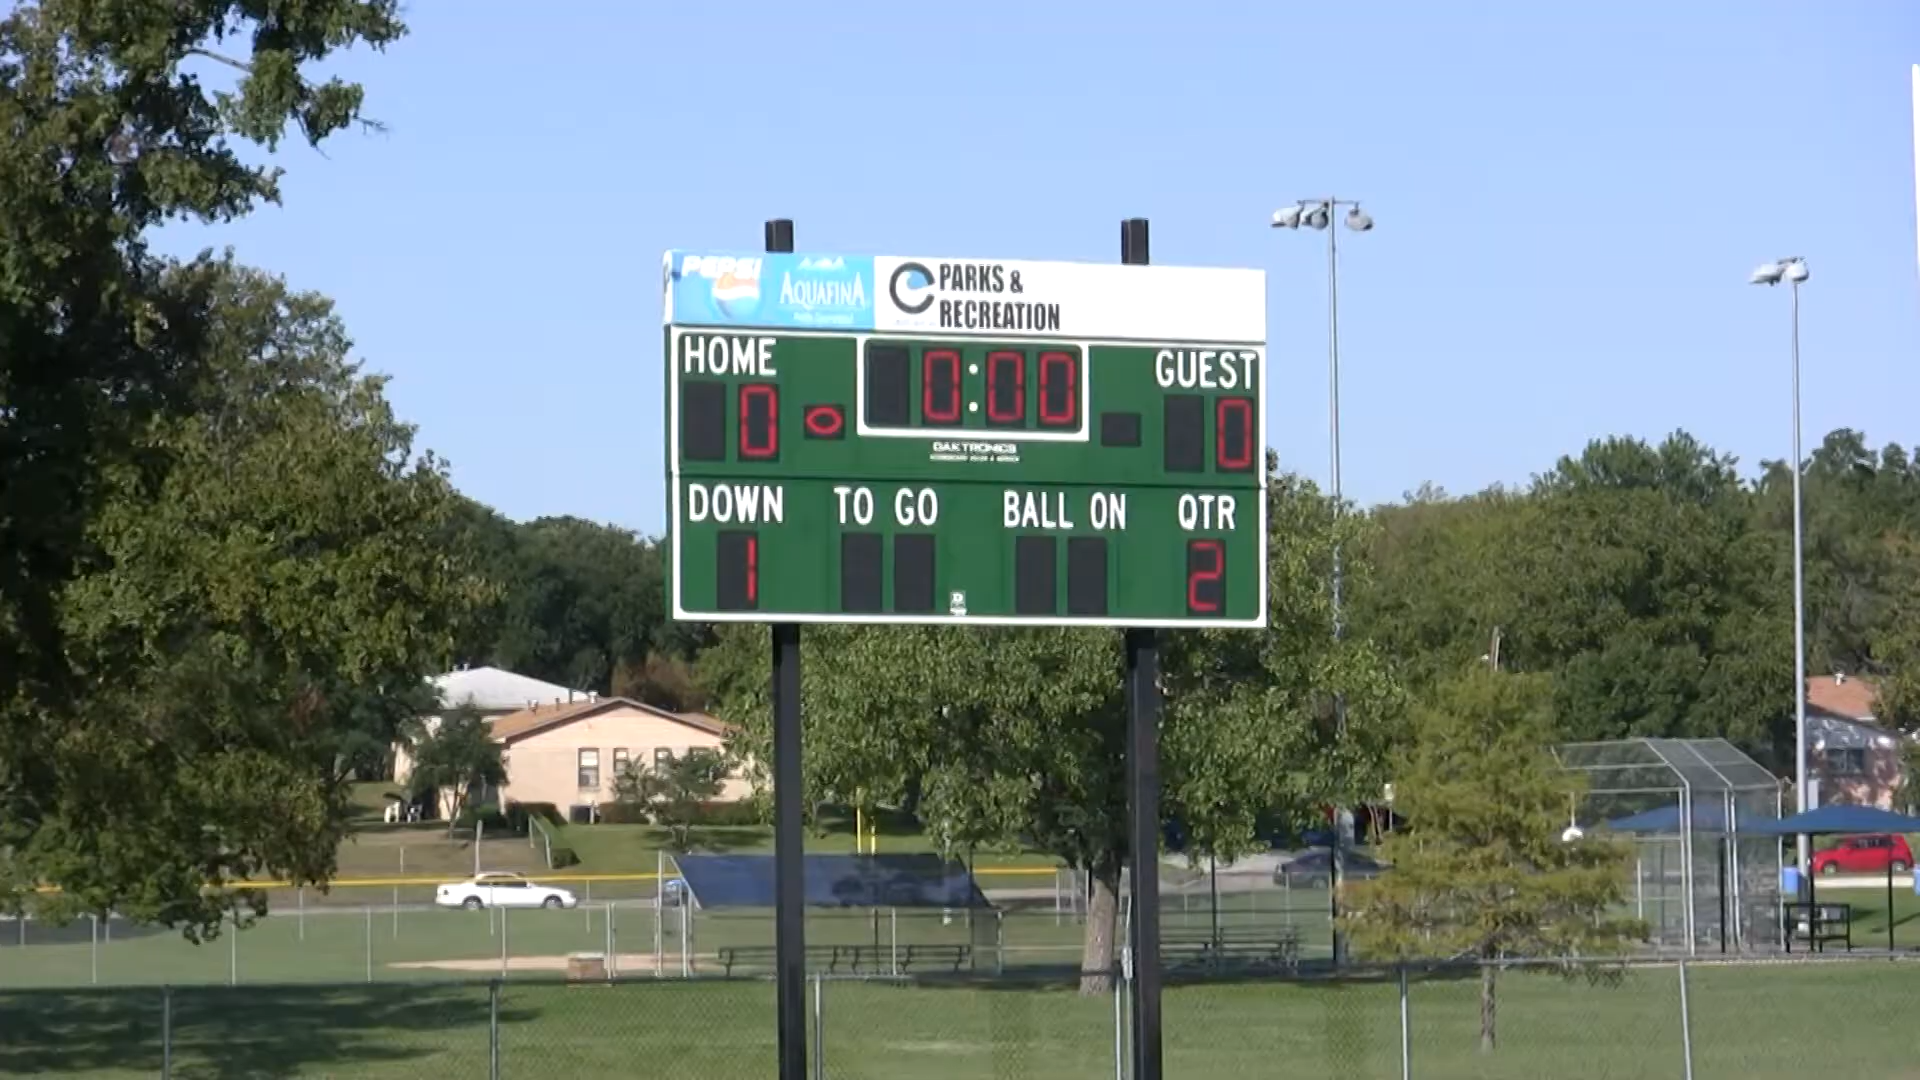 PEPSI
AQUAFINA
PARKS &
RECREATION
HOME
0:00
GUEST
0
0
DAKTRONICS
DOWN
TO GO
BALL ON
QTR
1
2